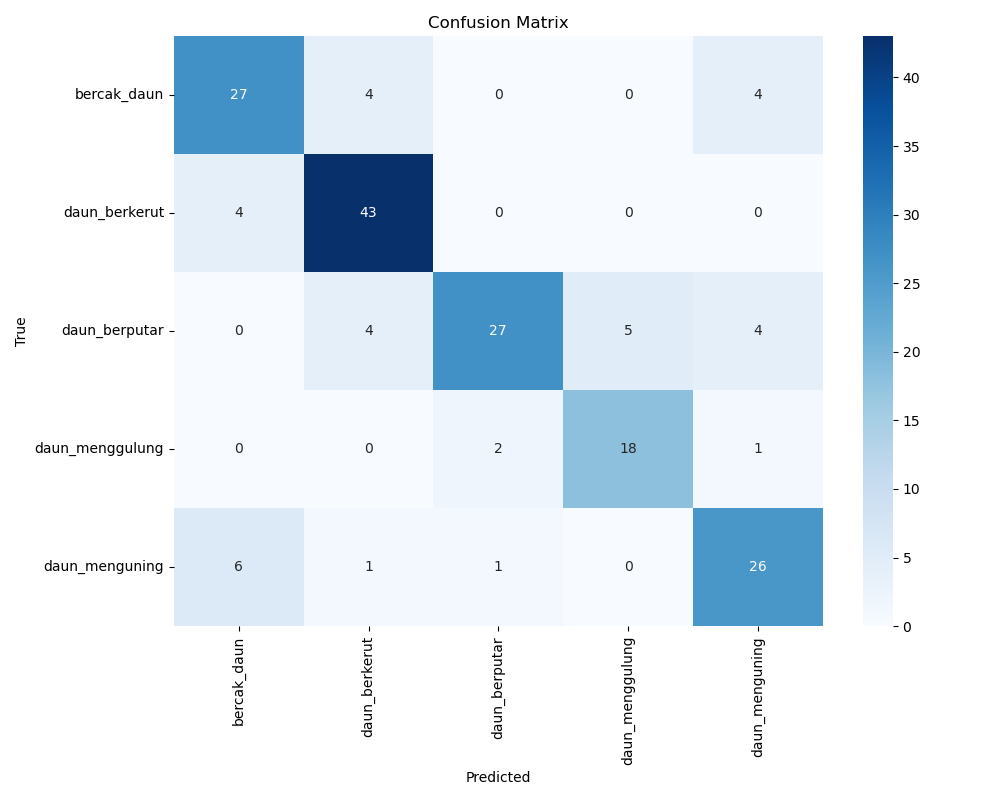 Confusion Matrix
bercak_daun 27 4 0 0 4
daun_berkerut 4 43 0 0 0
daun_berputar 0 4 27 5 4
daun_menggulung 0 0 2 18 1
daun_menguning 6 1 1 0 26
True
bercak_daun daun_berkerut daun_berputar daun_menggulung daun_menguning
Predicted
40
35
30
25
20
15
10
5
0